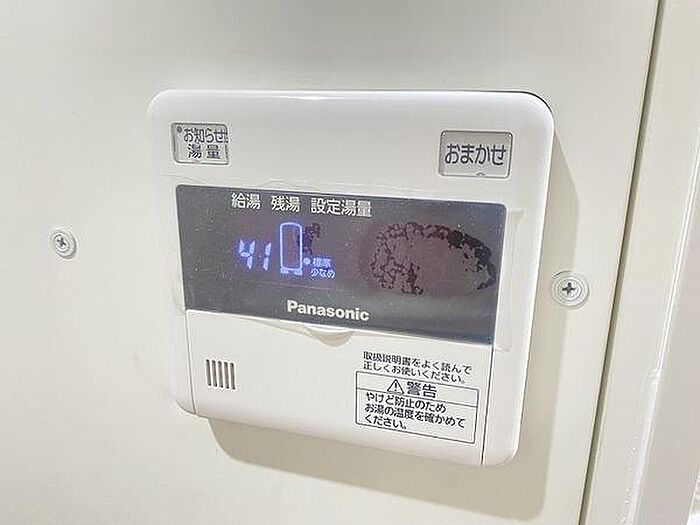 お知らせ
湯量
おまかせ
給湯 残湯 設定湯量
41
標準
少なめ
Panasonic
取扱説明書をよく読んで
正しくお使いください。
警告
やけど防止のため
お湯の温度を確かめて
ください。